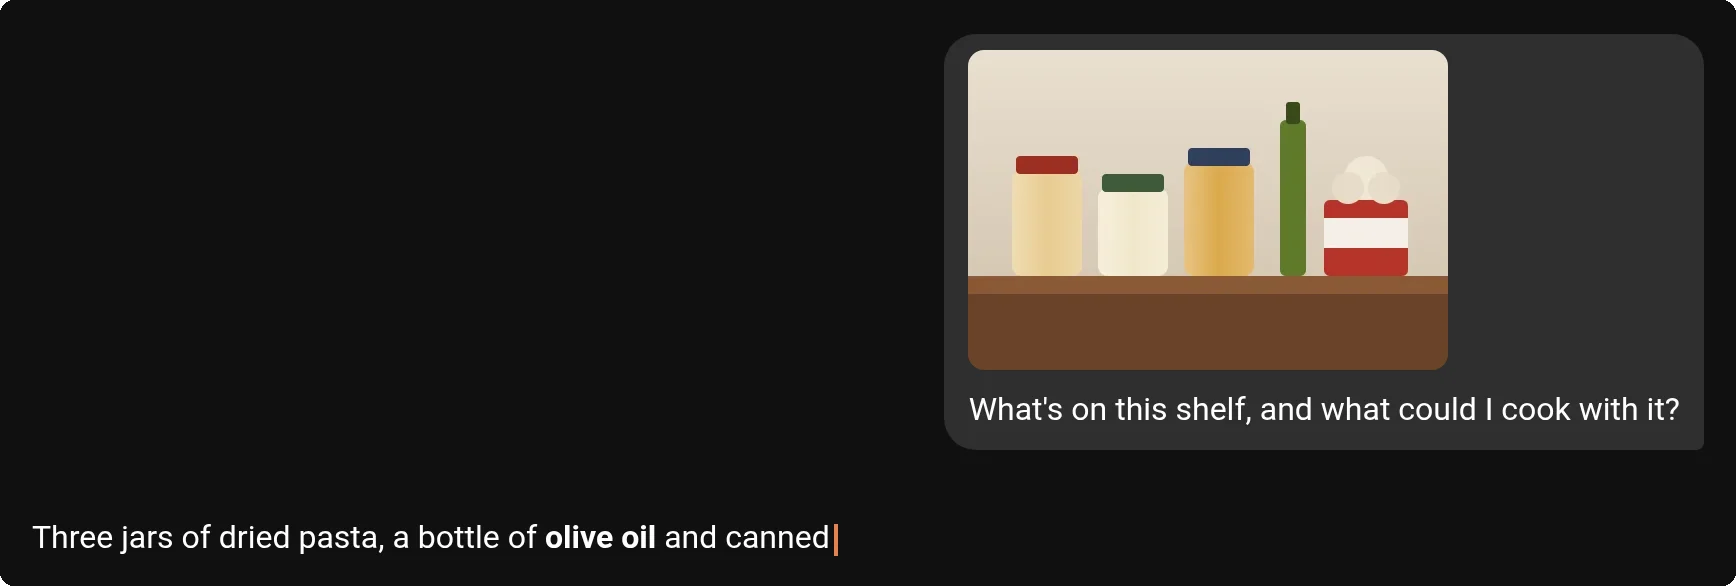 What's on this shelf, and what could I cook with it?
Three jars of dried pasta, a bottle of olive oil and canned